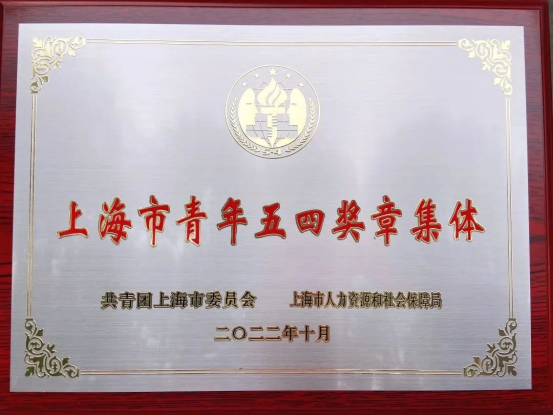 上海市青年五四奖章集体
共青团上海市委员会 上海市人力资源和社会保障局
二〇二二年十月